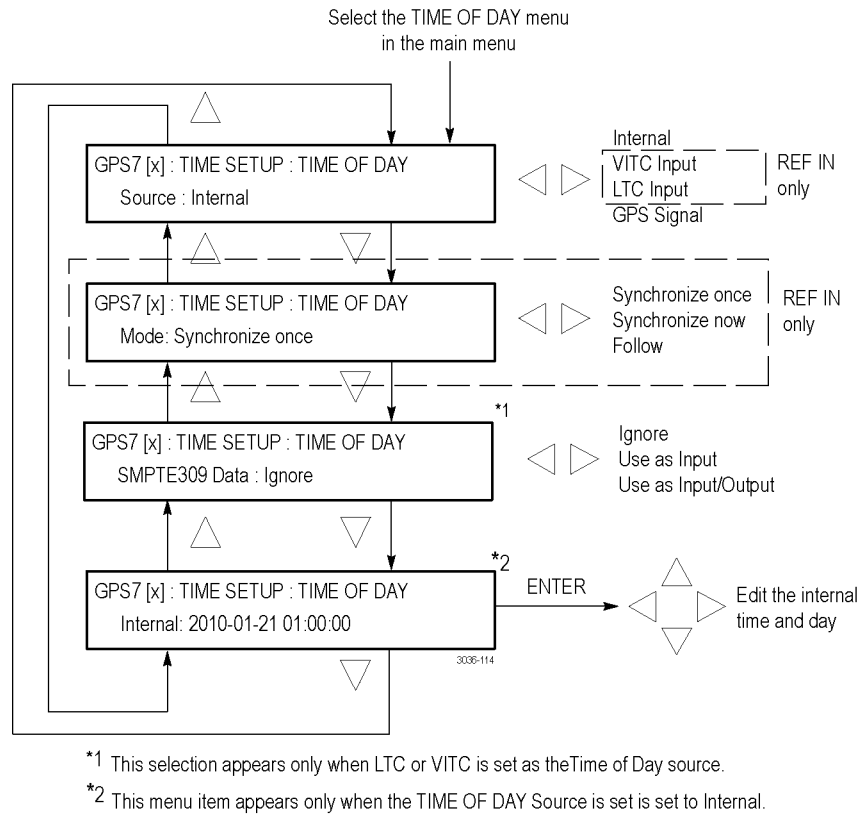 Select the TIME OF DAY menu
in the main menu
GPS7 [x] : TIME SETUP : TIME OF DAY
Source : Internal
Internal
VITC Input
LTC Input
GPS Signal
REF IN
only
GPS7 [x] : TIME SETUP : TIME OF DAY
Mode: Synchronize once
Synchronize once
Synchronize now
Follow
REF IN
only
*1
GPS7 [x] : TIME SETUP : TIME OF DAY
SMPTE309 Data : Ignore
Ignore
Use as Input
Use as Input/Output
*2
GPS7 [x] : TIME SETUP : TIME OF DAY
Internal: 2010-01-21 01:00:00
ENTER
Edit the internal
time and day
3036-114
*1 This selection appears only when LTC or VITC is set as theTime of Day source.
*2 This menu item appears only when the TIME OF DAY Source is set is set to Internal.